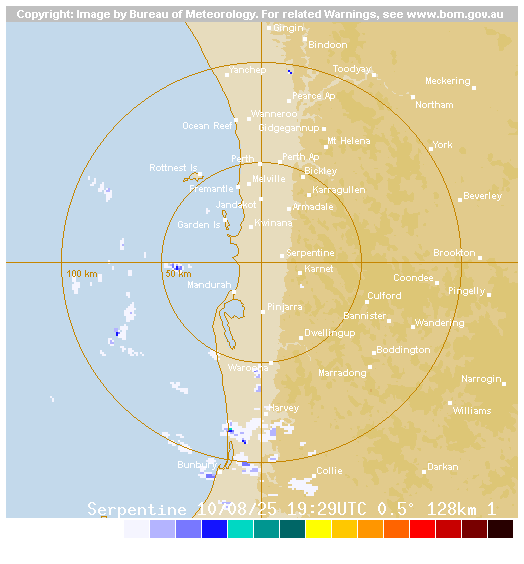 Copyright: Image by Bureau of Meteorology. For related Warnings, see www.bom.gov.au
Gingin
Bindoon
Yanchep
Toodyay
Meckering
Pearce Ap
Northam
Wanneroo
Ocean Reef
Gidgegannup
Mt Helena
York
Perth
Perth Ap
Rottnest Is
Bickley
Melville
Fremantle
Karragullen
Beverley
Jandakot
Armadale
Garden Is
Kwinana
Serpentine
Brookton
100 km
50 km
Karnet
Coondee
Mandurah
Pingelly
Cufford
Pinjarra
Bannister
Wandering
Dwellingup
Boddington
Waroona
Marradong
Narrogin
Harvey
Williams
Bunbury
Collie
Darkan
Serpentine 10/08/25 19:29UTC 0.5° 128km 1